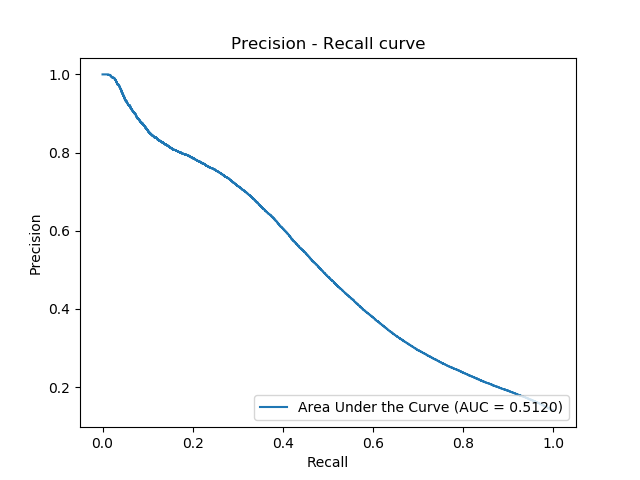 Precision - Recall curve
1.0
0.8
0.6
0.4
0.2
Precision
Area Under the Curve (AUC = 0.5120)
0.0 0.2 0.4 0.6 0.8 1.0
Recall